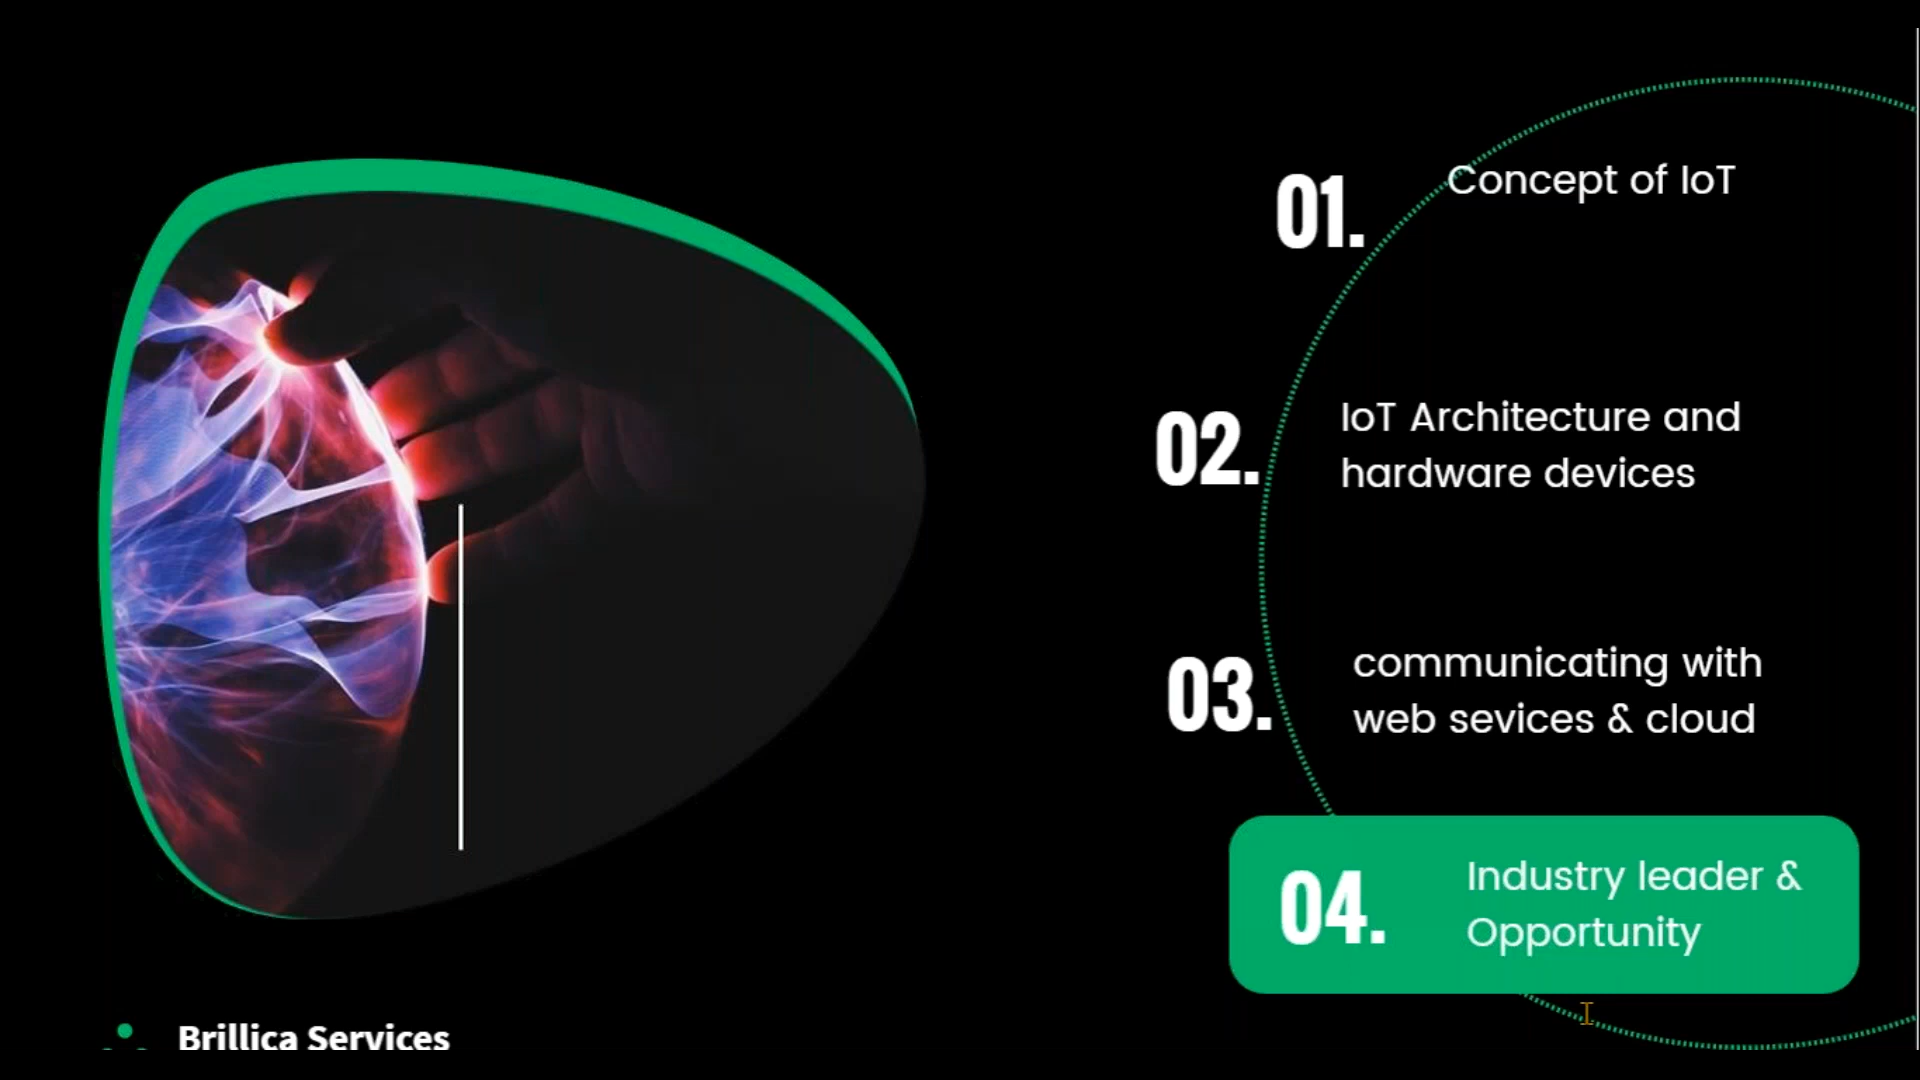 01.
Concept of IoT
02.
IoT Architecture and
hardware devices
03.
communicating with
web sevices & cloud
04.
Industry leader &
Opportunity
Brillica Services